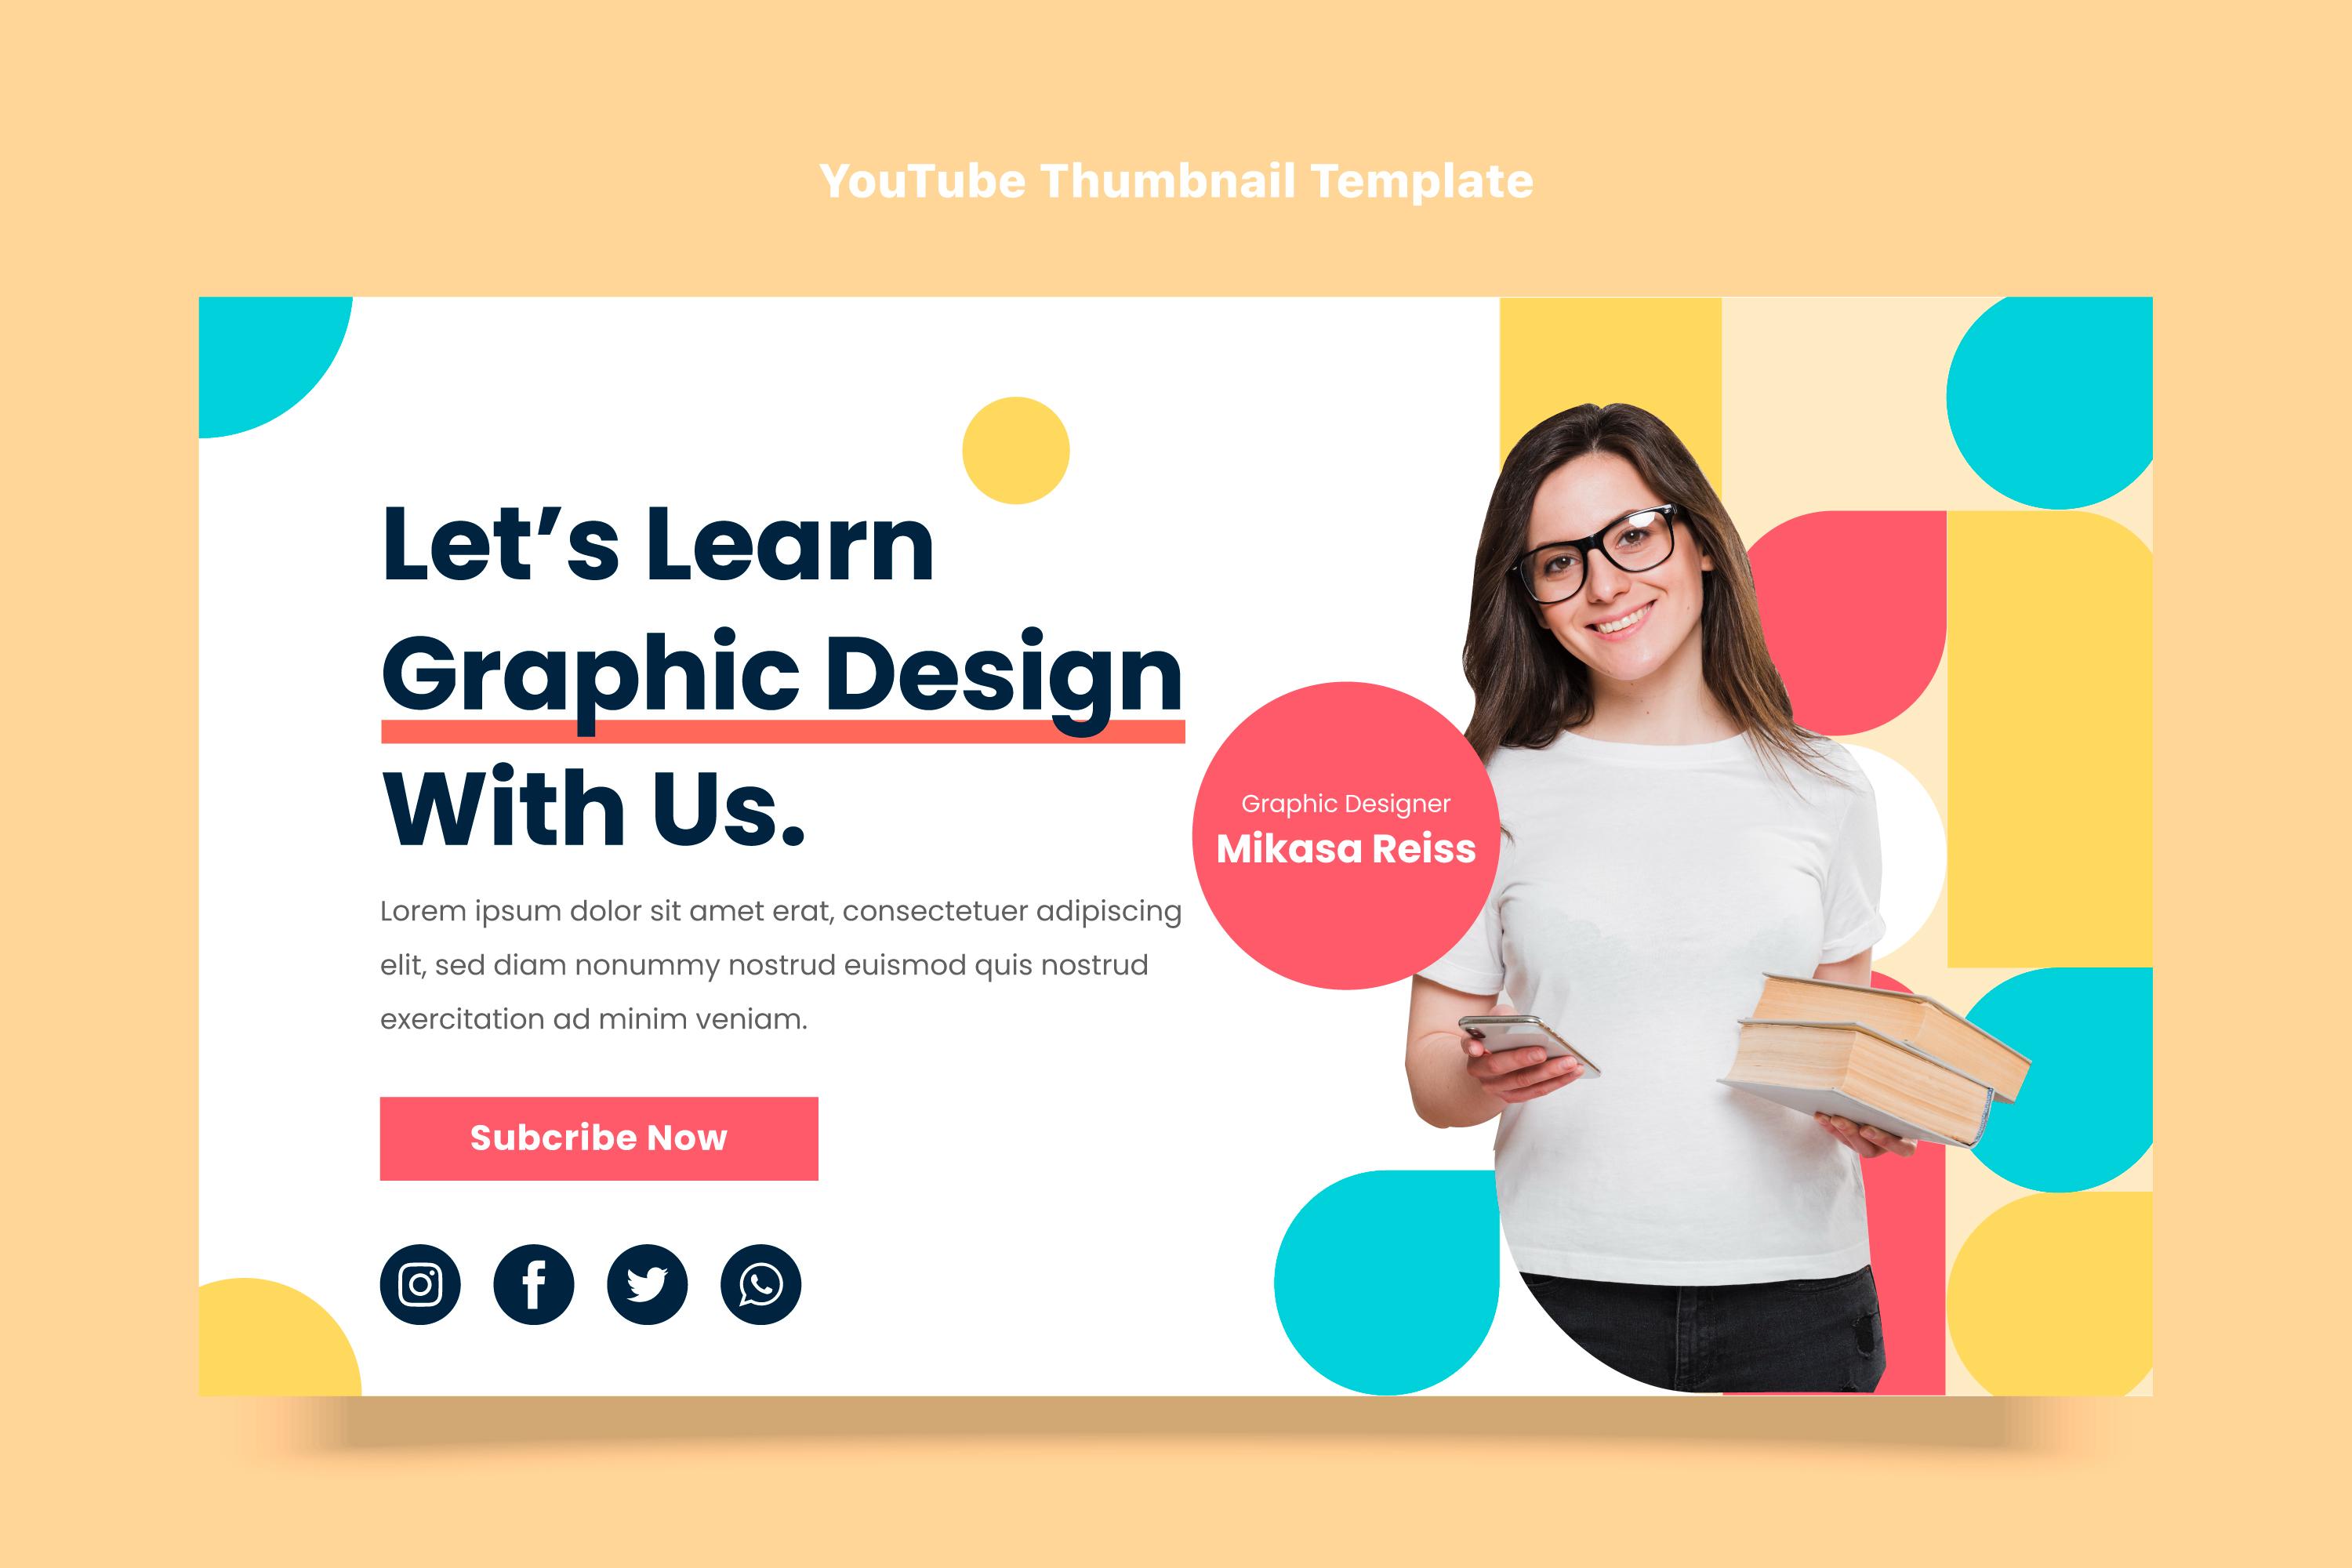 YouTube Thumbnail Template
Let’s Learn
Graphic Design
With Us.
Lorem ipsum dolor sit amet erat, consectetuer adipiscing
elit, sed diam nonummy nostrud euismod quis nostrud
exercitation ad minim veniam.
Subcribe Now
Graphic Designer
Mikasa Reiss